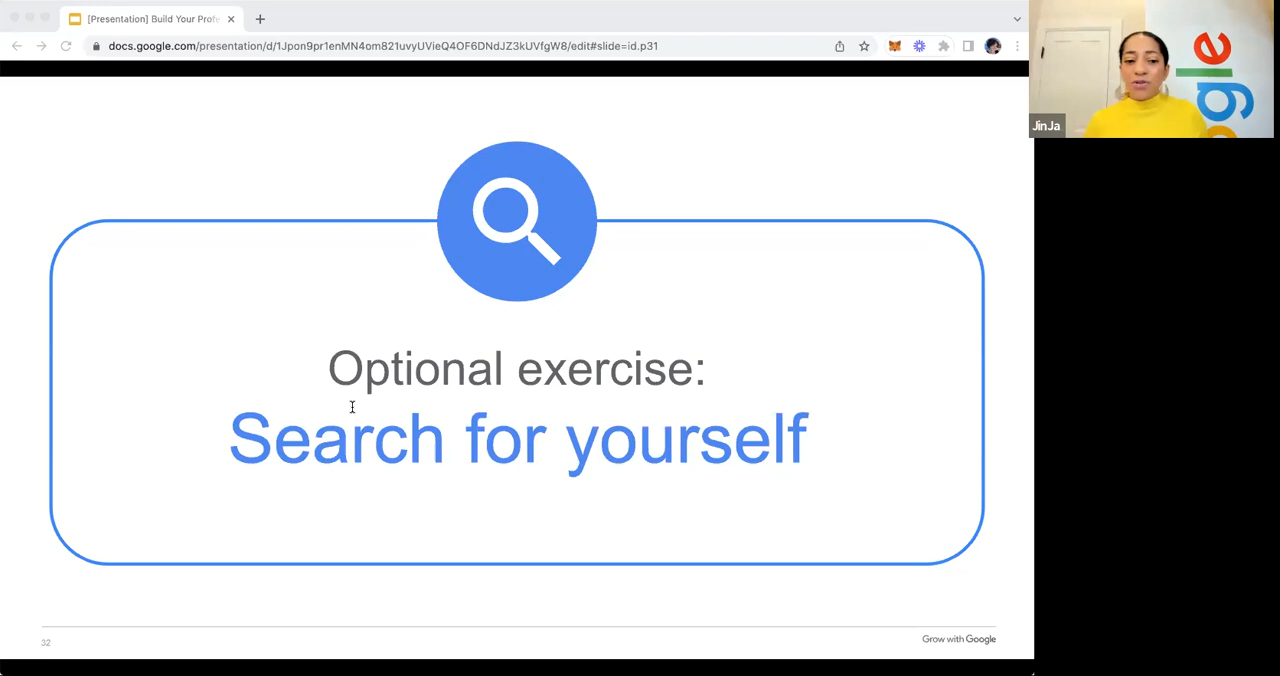 [Presentation] Build Your Profe
docs.google.com/presentation/d/1Jpon9pr1enMN4om821uvyUVieQ4OF6DNdJZ3kUVfgW8/edit#slide=id.p31
JinJa
ogle
Optional exercise:
Search for yourself
32
Grow with Google